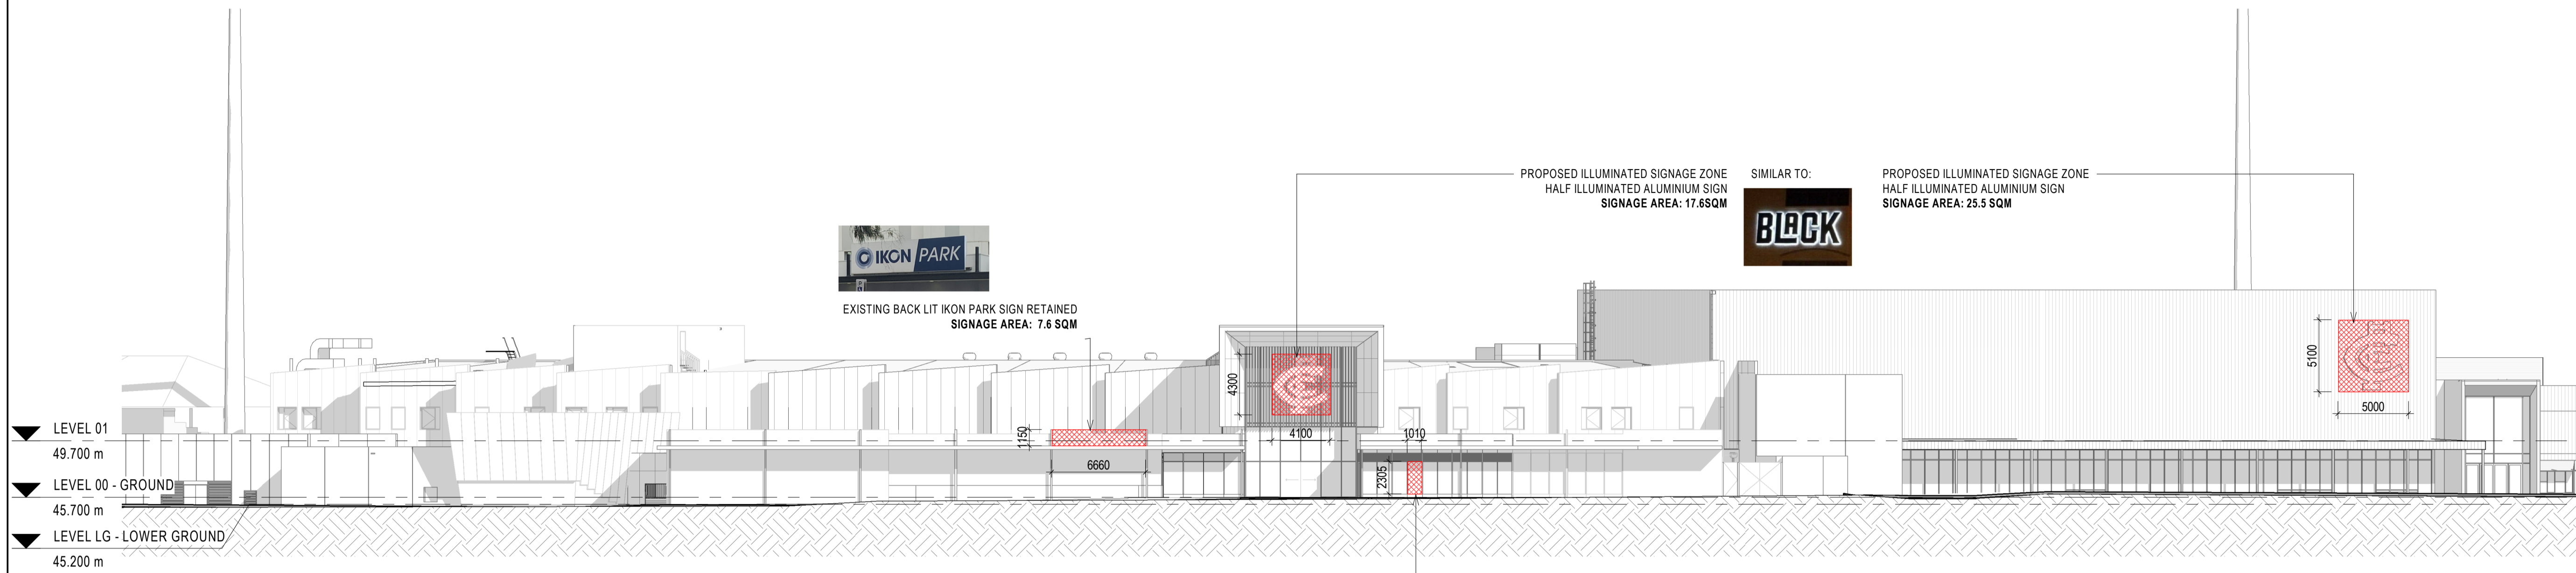 PROPOSED ILLUMINATED SIGNAGE ZONE
HALF ILLUMINATED ALUMINIUM SIGN
SIGNAGE AREA: 17.6SQM
SIMILAR TO:
BLACK
PROPOSED ILLUMINATED SIGNAGE ZONE
HALF ILLUMINATED ALUMINIUM SIGN
SIGNAGE AREA: 25.5 SQM
IKON PARK
EXISTING BACK LIT IKON PARK SIGN RETAINED
SIGNAGE AREA: 7.6 SQM
5100
5000
4300
4100
1010
1150
6660
2305
LEVEL 01
49.700 m
LEVEL 00 - GROUND
45.700 m
LEVEL LG - LOWER GROUND
45.200 m